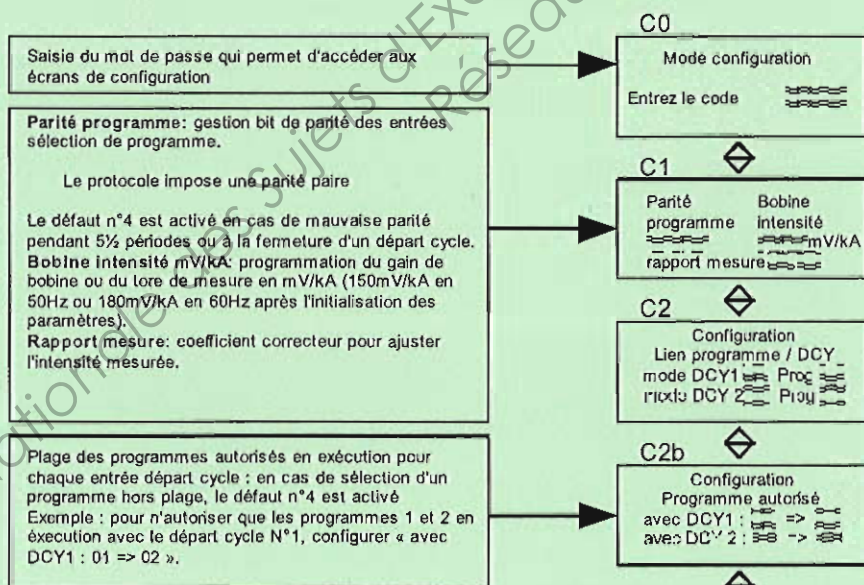 Saisie du mot de passe qui permet d'accéder aux
écrans de configuration
Parité programme: gestion bit de parité des entrées
sélection de programme.
Le protocole impose une parité paire
Le défaut n°4 est activé en cas de mauvaise parité
pendant 5½ périodes ou à la fermeture d'un départ cycle.
Bobine intensité mV/kA: programmation du gain de
bobine ou du tore de mesure en mV/kA (150mV/kA en
50Hz ou 180mV/kA en 60Hz après l'initialisation des
paramètres).
Rapport mesure: coefficient correcteur pour ajuster
l'intensité mesurée.
Plage des programmes autorisés en exécution pour
chaque entrée départ cycle : en cas de sélection d'un
programme hors plage, le défaut n°4 est activé
Exemple : pour n'autoriser que les programmes 1 et 2 en
éxecution avec le départ cycle N°1, configurer « avec
DCY1 : 01 => 02 ».
C0
Mode configuration
Entrez le code
C1
Parité Bobine
programme intensité
mV/kA
rapport mesure
C2
Configuration
Lien programme / DCY
mode DCY1 Prog
mode DCY 2 Prog
C2b
Configuration
Programme autorisé
avec DCY1 : =>
avec DCY 2 : =>
ationale des Sujets d'Exa
Résea